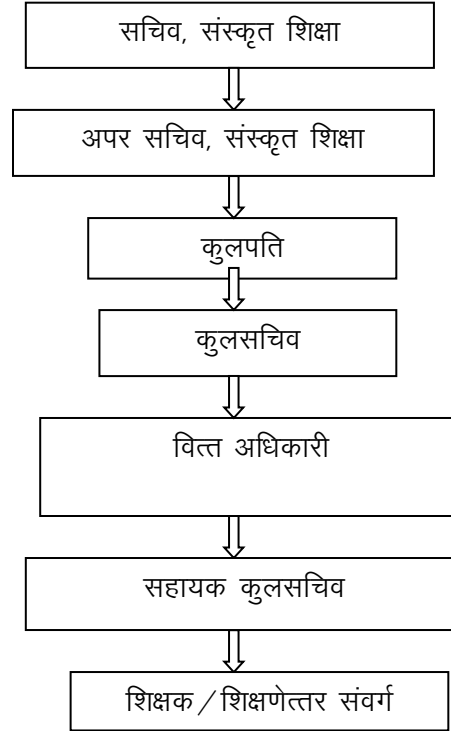 सचिव, संस्कृत शिक्षा
अपर सचिव, संस्कृत शिक्षा
कुलपति
कुलसचिव
वित्त अधिकारी
सहायक कुलसचिव
शिक्षक/शिक्षणेत्तर संवर्ग